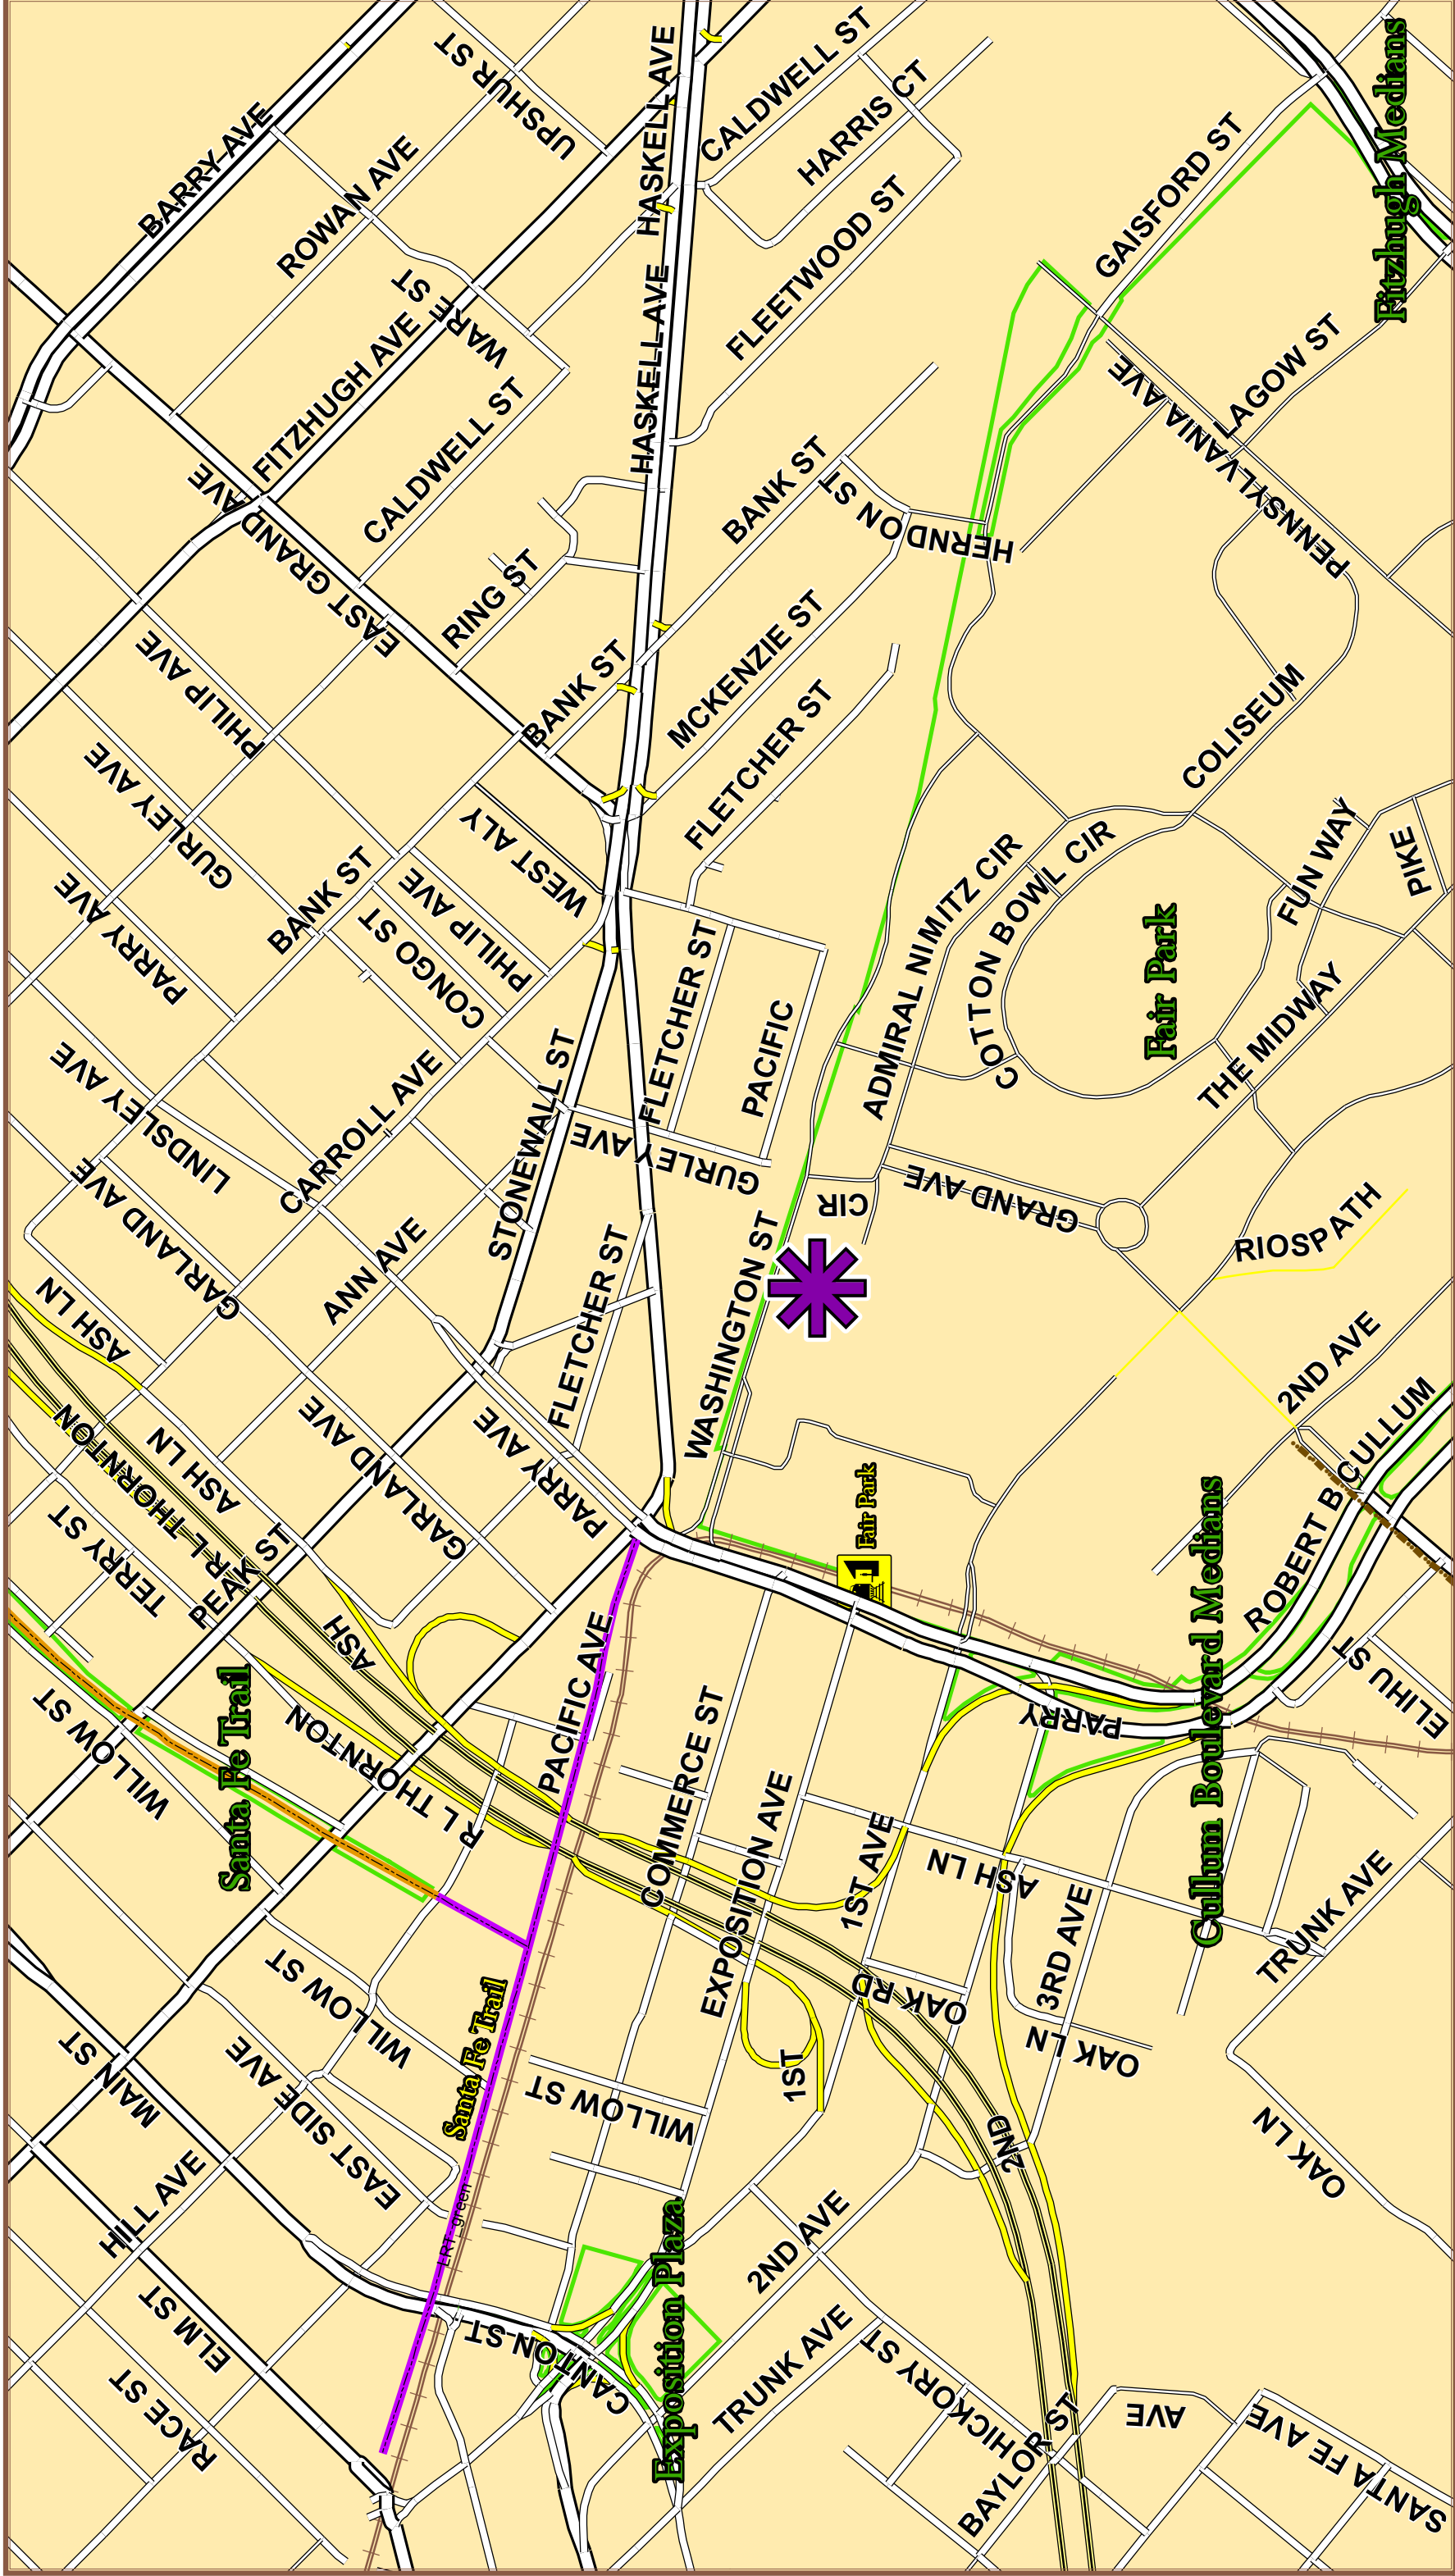 BARRY AVE
UPSHUR ST
HASKELL AVE
CALDWELL ST
HARRIS CT
Fitzhugh Medians
ROWAN AVE
HASKELL AVE
GAISFORD ST
FLEETWOOD ST
WARE ST
FITZHUGH AVE
HASKELL AVE
CALDWELL ST
LAGOW ST
PENNSYLVANIA AVE
EAST GRAND AVE
BANK ST
HERNDON ST
RING ST
PHILIP AVE
BANK ST
MCKENZIE ST
FLETCHER ST
COLISEUM
GURLEY AVE
WEST ALY
BANK ST
PHILIP AVE
CONGO ST
PARRY AVE
ADMIRAL NIMITZ CIR
COTTON BOWL CIR
FUN WAY
PIKE
Fair Park
FLETCHER ST
PACIFIC
THE MIDWAY
LINDSLEY AVE
CARROLL AVE
STONEWALL ST
GURLEY AVE
GARLAND AVE
CIR
GRAND AVE
RIOSPATH
ANN AVE
ASH LN
FLETCHER ST
WASHINGTON ST
2ND AVE
R L THORNTON
ASH LN
GARLAND AVE
PARRY AVE
ROBERT B CULLUM
Fair Park
TERRY ST
PEAK ST
ASH
Santa Fe Trail
WILLOW ST
R L THORNTON
PACIFIC AVE
COMMERCE ST
EXPOSITION AVE
PARRY
Cullum Boulevard Medians
ELIHU ST
1ST AVE
ASH LN
3RD AVE
TRUNK AVE
OAK RD
OAK LN
WILLOW ST
Santa Fe Trail
WILLOW ST
1ST
2ND
OAK LN
MAIN ST
EAST SIDE AVE
HILL AVE
LRT green
Exposition Plaza
2ND AVE
ELM ST
CANTON ST
TRUNK AVE
HICKORY ST
RACE ST
BAYLOR ST
AVE
SANTA FE AVE